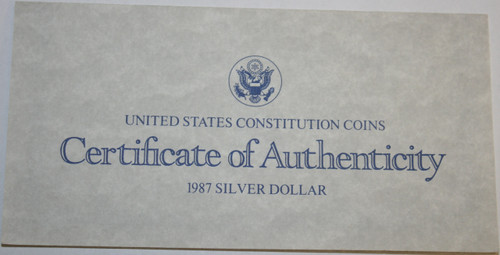 UNITED STATES CONSTITUTION COINS
Certificate of Authenticity
1987 SILVER DOLLAR